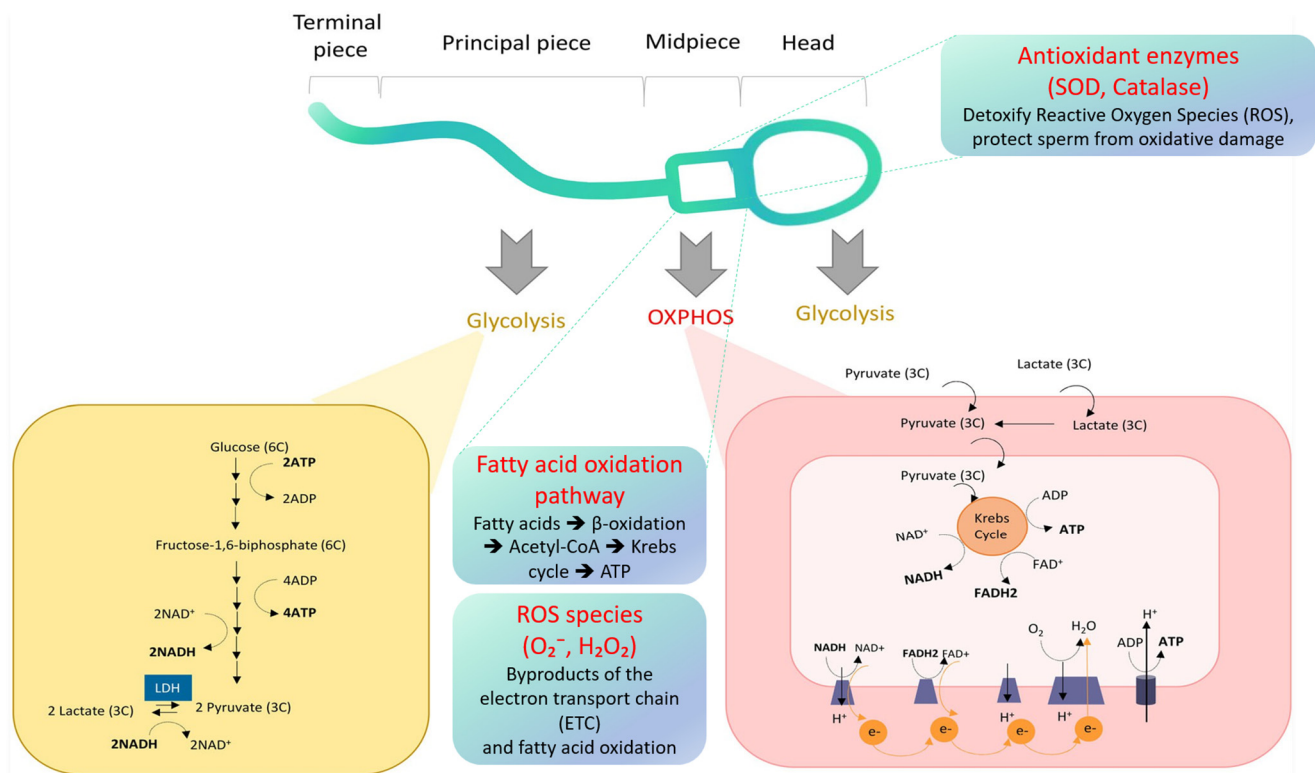 Terminal
piece
Principal piece
Midpiece
Head
Antioxidant enzymes
(SOD, Catalase)
Detoxify Reactive Oxygen Species (ROS),
protect sperm from oxidative damage
Glycolysis
OXPHOS
Glycolysis
Glucose (6C)
2ATP
2ADP
Fructose-1,6-biphosphate (6C)
4ADP
4ATP
2NAD⁺
2NADH
LDH
2 Lactate (3C)
2 Pyruvate (3C)
2NADH
2NAD⁺
Fatty acid oxidation
pathway
Fatty acids ➔ β-oxidation
➔ Acetyl-CoA ➔ Krebs
cycle ➔ ATP
ROS species
(O₂⁻, H₂O₂)
Byproducts of the
electron transport chain
(ETC)
and fatty acid oxidation
Pyruvate (3C)
Lactate (3C)
Pyruvate (3C)
Lactate (3C)
Pyruvate (3C)
Krebs
Cycle
ADP
ATP
NAD⁺
NADH
FAD⁺
FADH2
NADH
NAD+
FADH2
FAD+
O₂
H₂O
H⁺
ADP
ATP
H⁺
H⁺
H⁺
e-
e-
e-
e-